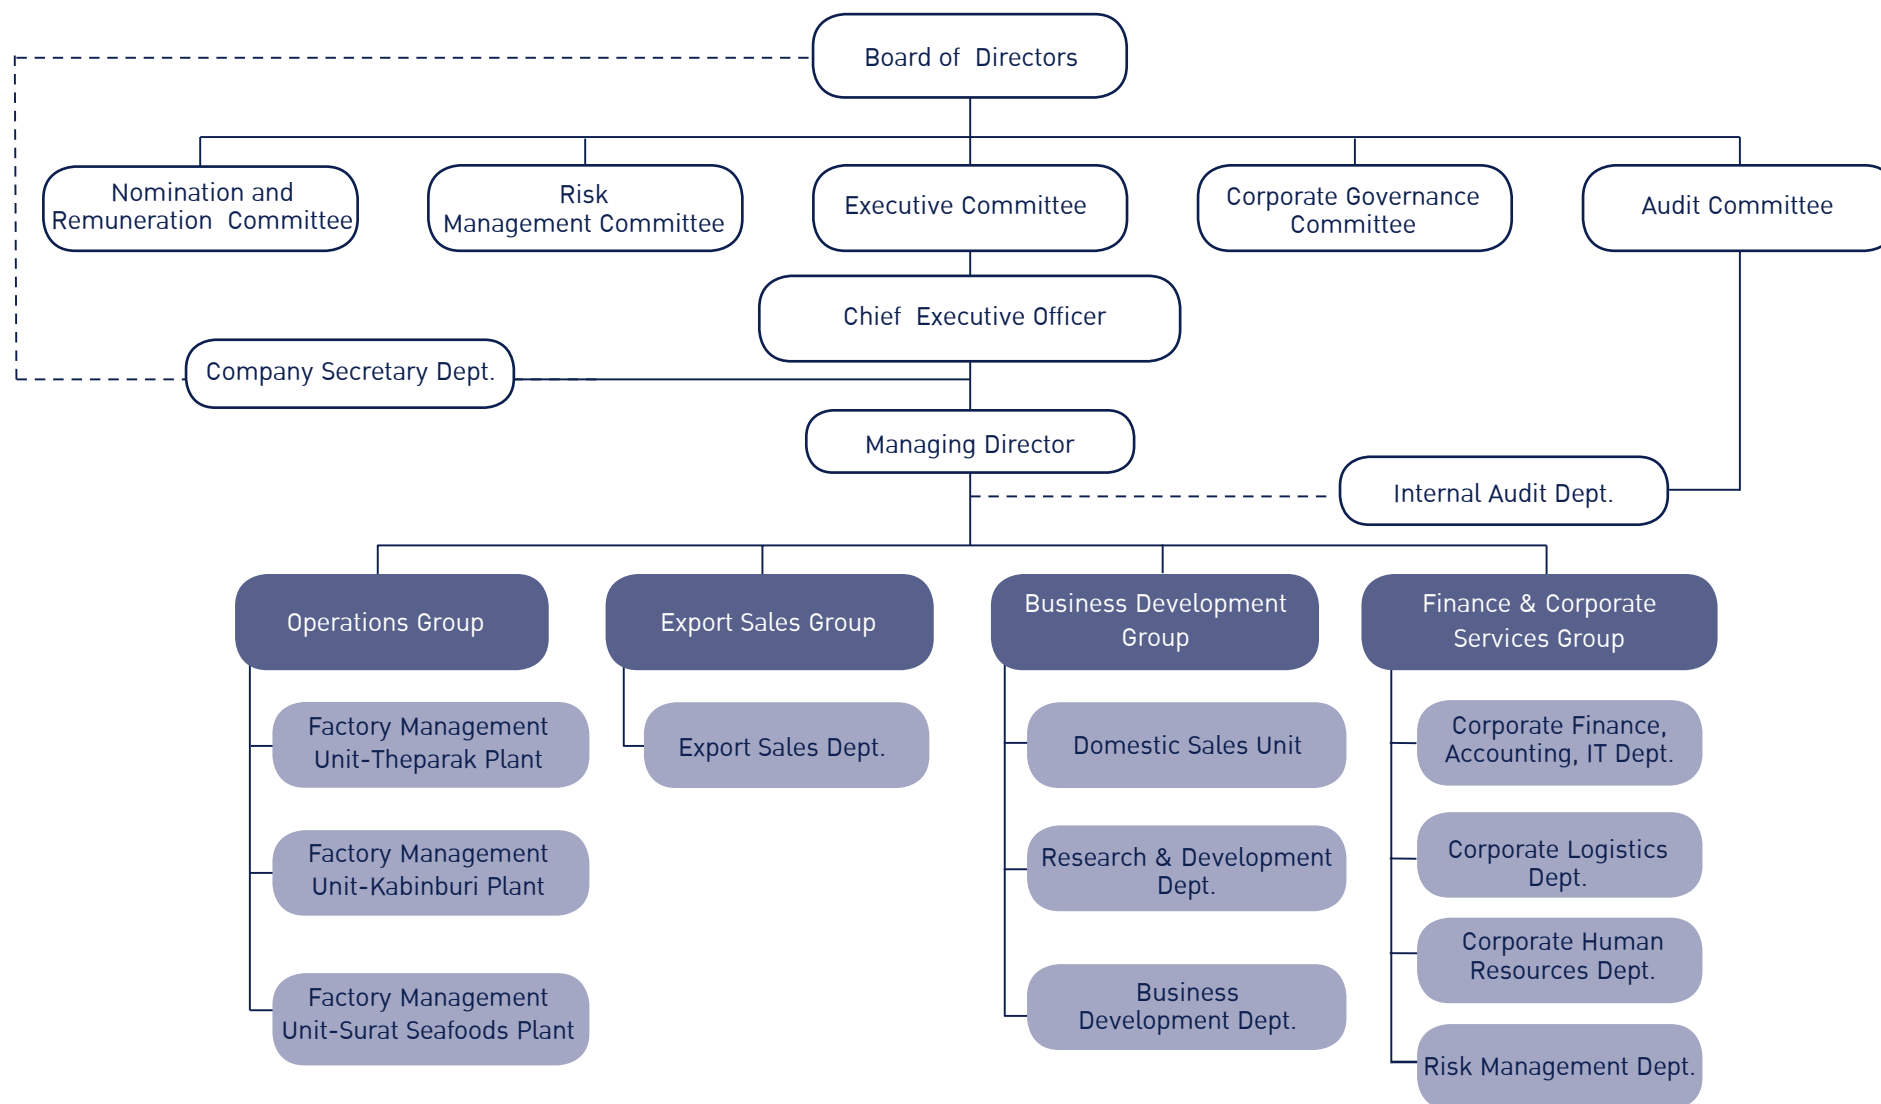 Board of  Directors
Nomination and
Remuneration  Committee
Risk
Management Committee
Executive Committee
Corporate Governance
Committee
Audit Committee
Chief  Executive Officer
Company Secretary Dept.
Managing Director
Internal Audit Dept.
Operations Group
Export Sales Group
Business Development
Group
Finance & Corporate
Services Group
Factory Management
Unit-Theparak Plant
Factory Management
Unit-Kabinburi Plant
Factory Management
Unit-Surat Seafoods Plant
Export Sales Dept.
Domestic Sales Unit
Research & Development
Dept.
Business
Development Dept.
Corporate Finance,
Accounting, IT Dept.
Corporate Logistics
Dept.
Corporate Human
Resources Dept.
Risk Management Dept.